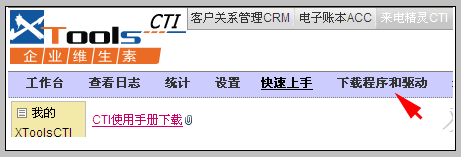 XTools CTI
企业维生素
客户关系管理CRM 电子账本ACC 来电精灵CTI
工作台 查看日志 统计 设置 快速上手 下载程序和驱动
我的
XToolsCTI
CTI使用手册下载